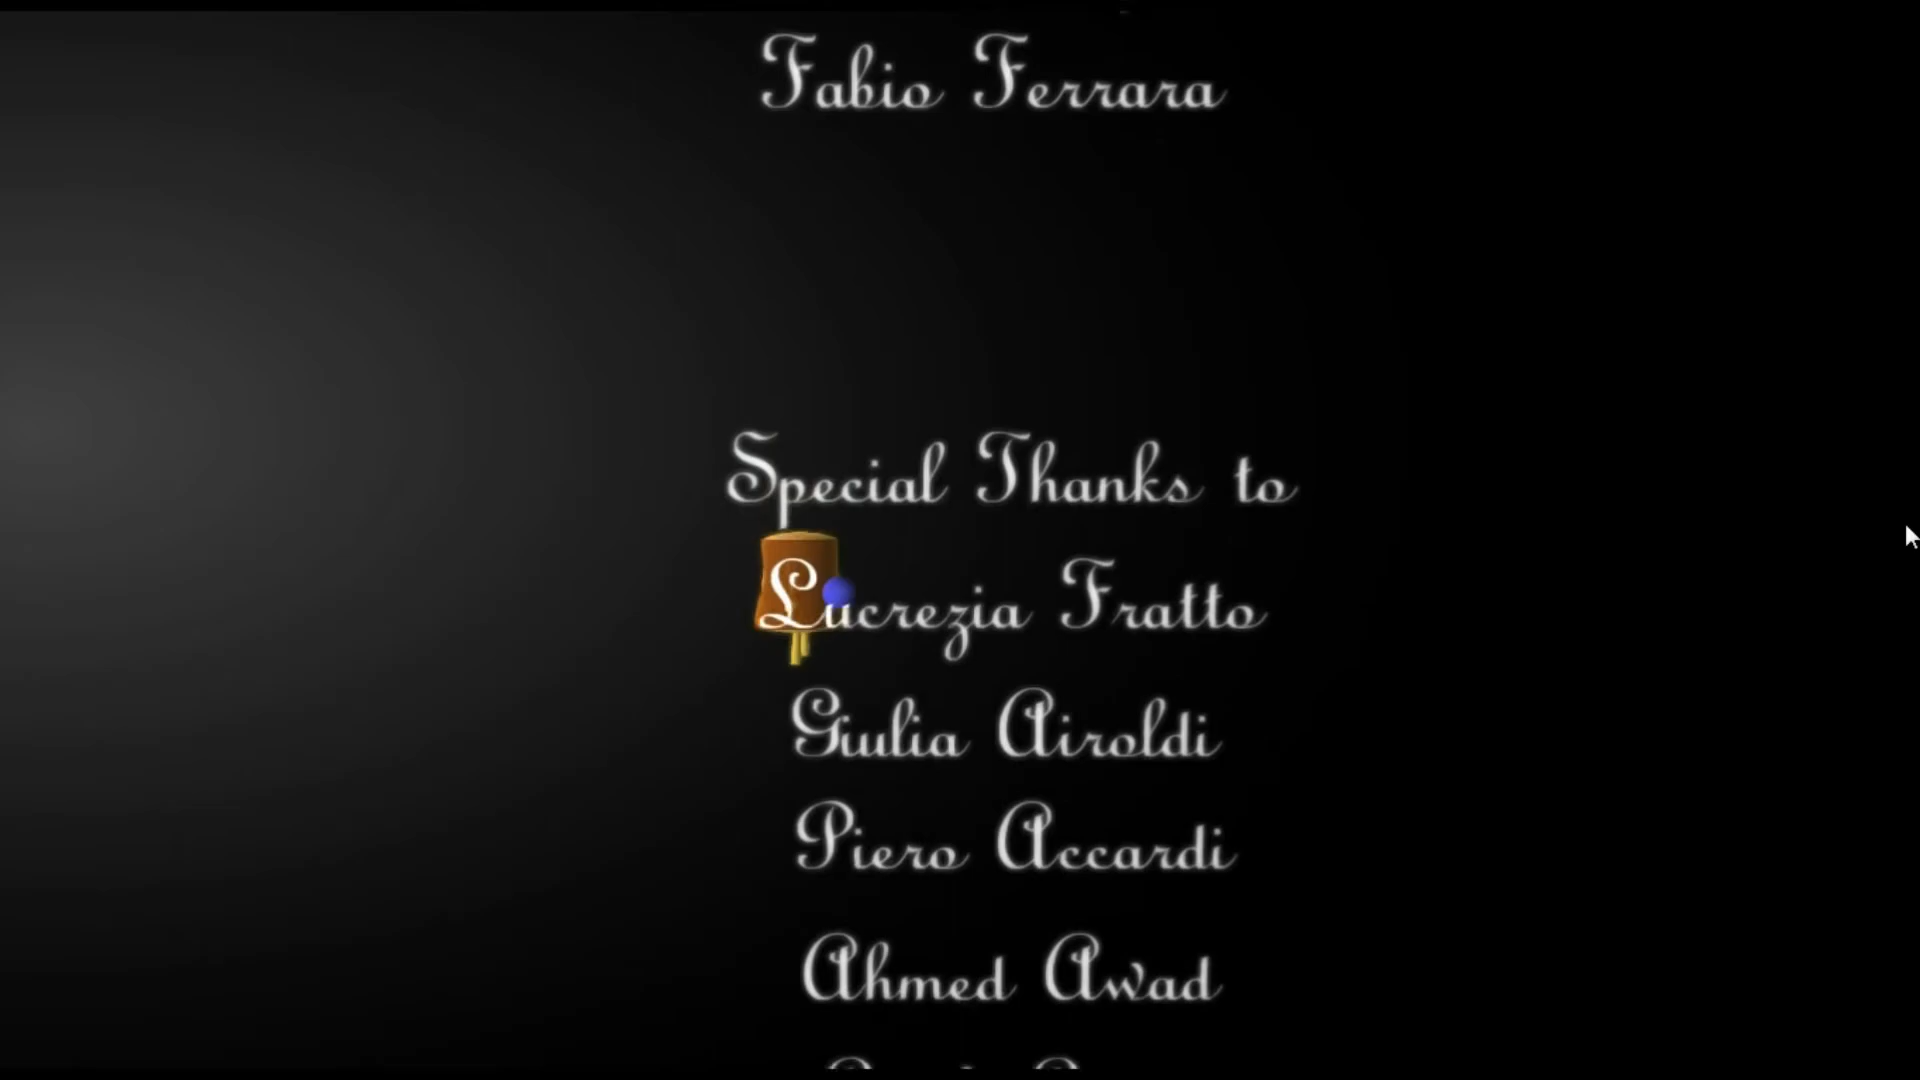 Fabio Ferrara
Special Thanks to
Lucrezia Fratto
Giulia Airoldi
Piero Accardi
Ahmed Awad